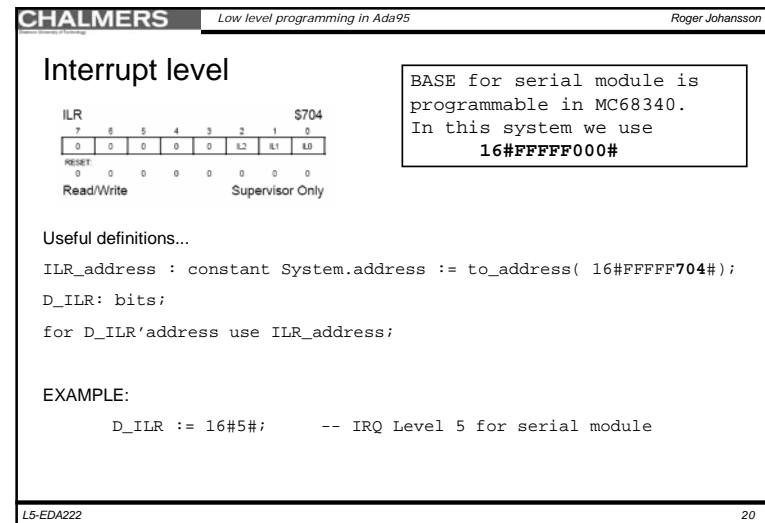 CHALMERS
Low level programming in Ada95
Roger Johansson
Chalmers University of Technology
Interrupt level
BASE for serial module is
programmable in MC68340.
In this system we use
16#FFFFF000#
ILR $704
7 6 5 4 3 2 1 0
0 0 0 0 0 IL2 IL1 IL0
RESET:
0 0 0 0 0 0 0 0
Read/Write Supervisor Only
Useful definitions...
ILR_address : constant System.address := to_address( 16#FFFFF704#);
D_ILR: bits;
for D_ILR’address use ILR_address;
EXAMPLE:
D_ILR := 16#5#; -- IRQ Level 5 for serial module
L5-EDA222
20